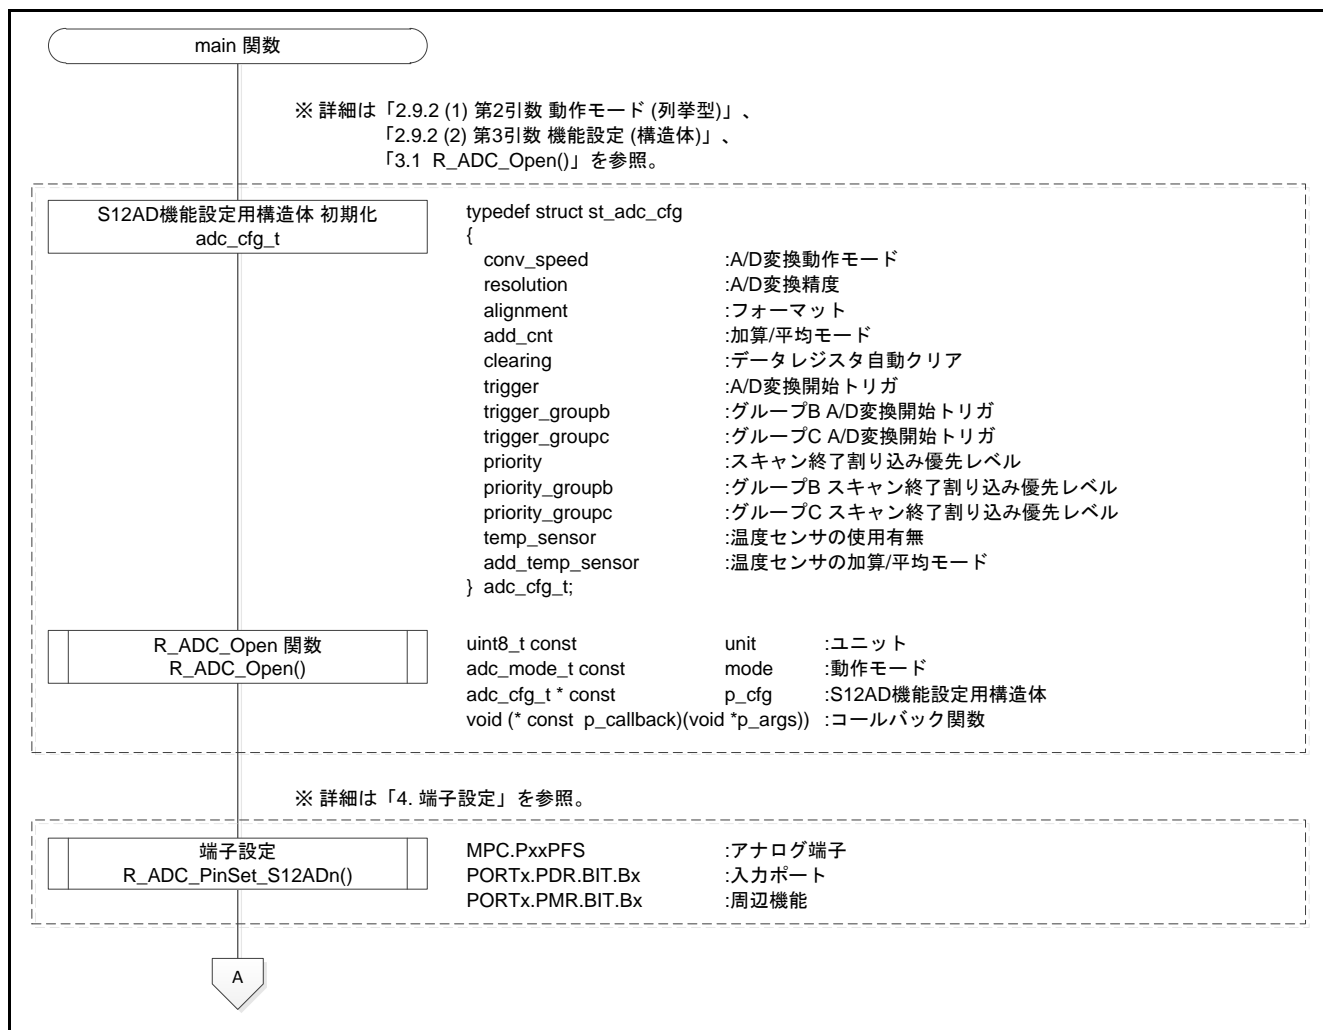 main 関数
※ 詳細は「2.9.2 (1) 第2引数 動作モード (列挙型)」、
「2.9.2 (2) 第3引数 機能設定 (構造体)」、
「3.1 R_ADC_Open()」を参照。
S12AD機能設定用構造体 初期化
adc_cfg_t
typedef struct st_adc_cfg
{
conv_speed :A/D変換動作モード
resolution :A/D変換精度
alignment :フォーマット
add_cnt :加算/平均モード
clearing :データレジスタ自動クリア
trigger :A/D変換開始トリガ
trigger_groupb :グループB A/D変換開始トリガ
trigger_groupc :グループC A/D変換開始トリガ
priority :スキャン終了割り込み優先レベル
priority_groupb :グループB スキャン終了割り込み優先レベル
priority_groupc :グループC スキャン終了割り込み優先レベル
temp_sensor :温度センサの使用有無
add_temp_sensor :温度センサの加算/平均モード
} adc_cfg_t;
R_ADC_Open 関数
R_ADC_Open()
uint8_t const unit :ユニット
adc_mode_t const mode :動作モード
adc_cfg_t * const p_cfg :S12AD機能設定用構造体
void (* const p_callback)(void *p_args)) :コールバック関数
※ 詳細は「4. 端子設定」を参照。
端子設定
R_ADC_PinSet_S12ADn()
MPC.PxxPFS :アナログ端子
PORTx.PDR.BIT.Bx :入力ポート
PORTx.PMR.BIT.Bx :周辺機能
A